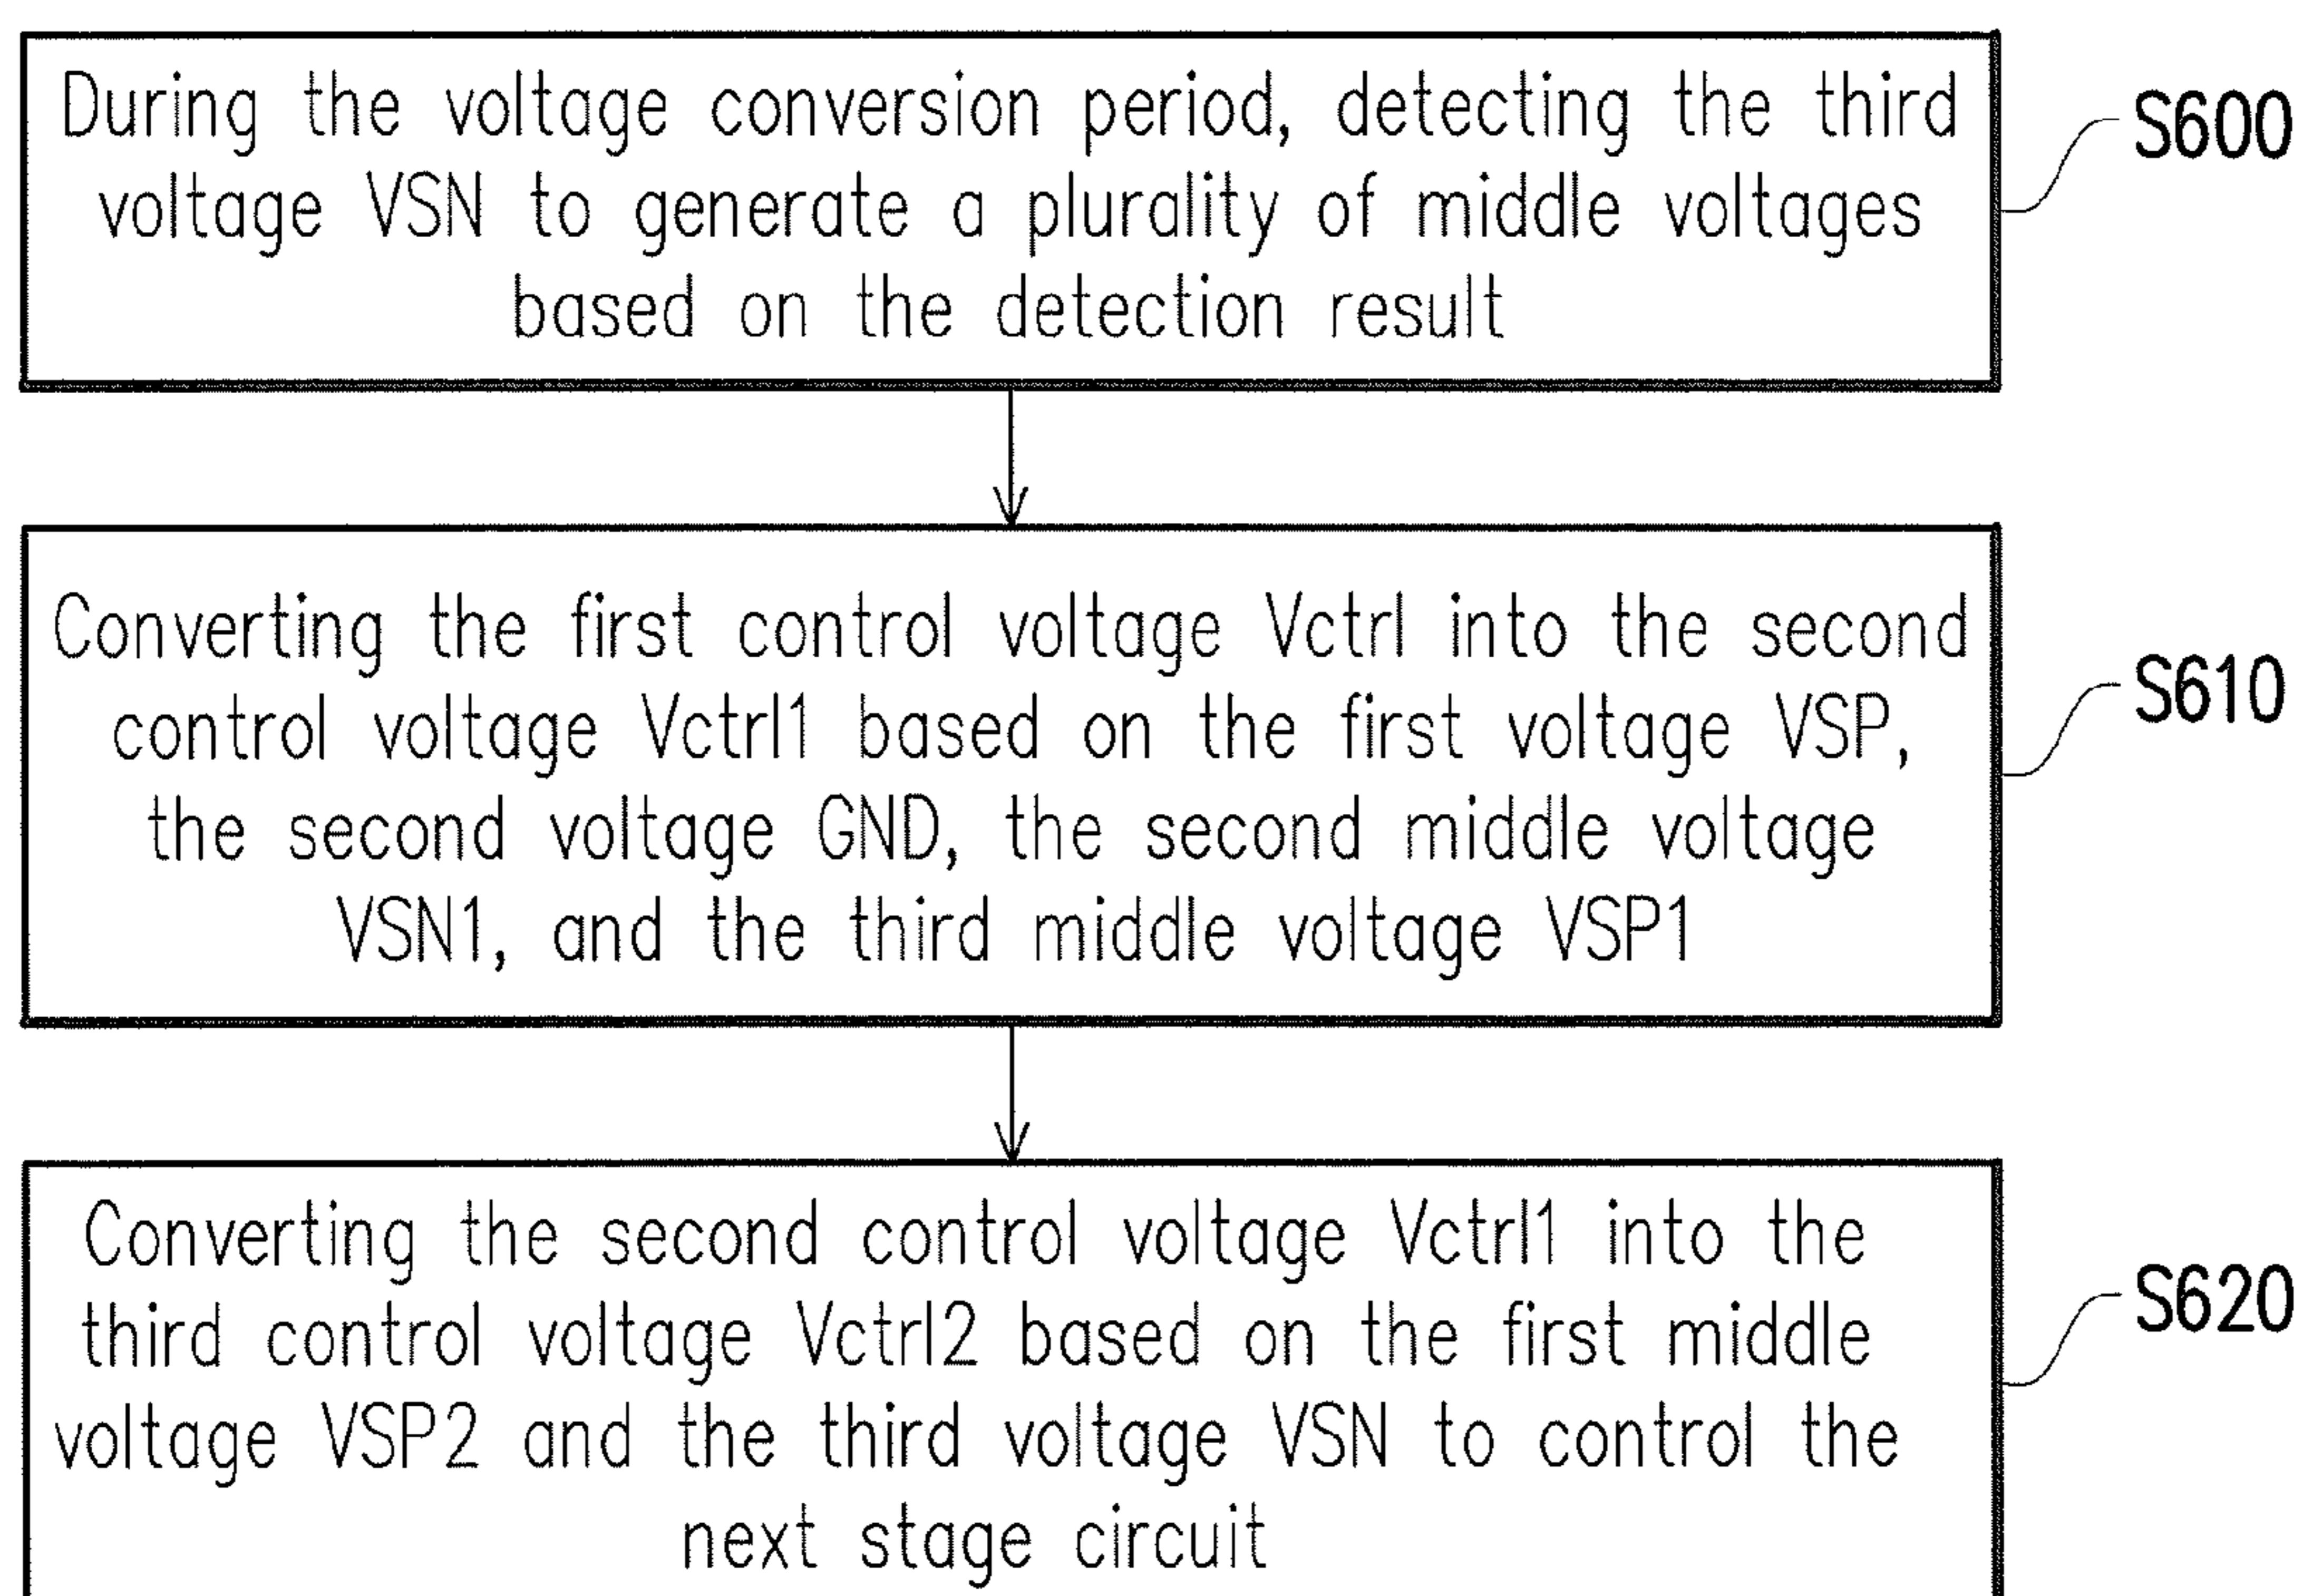 During the voltage conversion period, detecting the third
voltage VSN to generate a plurality of middle voltages
based on the detection result
S600
Converting the first control voltage Vctrl into the second
control voltage Vctrl1 based on the first voltage VSP,
the second voltage GND, the second middle voltage
VSN1, and the third middle voltage VSP1
S610
Converting the second control voltage Vctrl1 into the
third control voltage Vctrl2 based on the first middle
voltage VSP2 and the third voltage VSN to control the
next stage circuit
S620